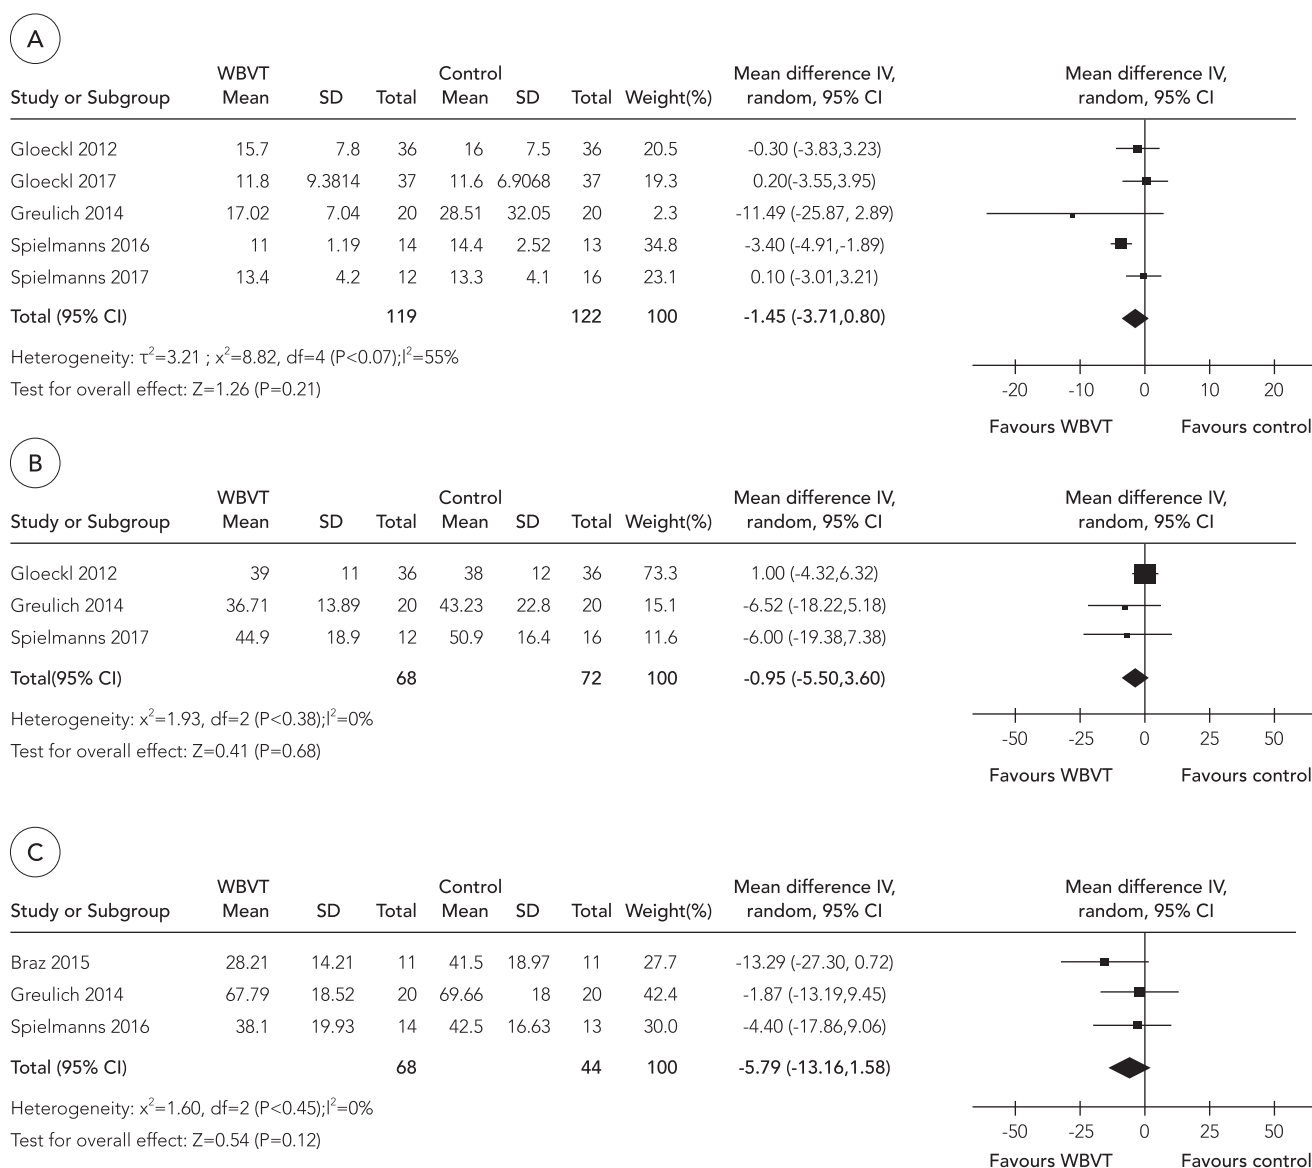 A
WBVT Control Mean difference IV, Mean difference IV,
Study or Subgroup Mean SD Total Mean SD Total Weight(%) random, 95% CI random, 95% CI
Gloeckl 2012 15.7 7.8 36 16 7.5 36 20.5 -0.30 (-3.83,3.23)
Gloeckl 2017 11.8 9.3814 37 11.6 6.9068 37 19.3 0.20(-3.55,3.95)
Greulich 2014 17.02 7.04 20 28.51 32.05 20 2.3 -11.49 (-25.87, 2.89)
Spielmanns 2016 11 1.19 14 14.4 2.52 13 34.8 -3.40 (-4.91,-1.89)
Spielmanns 2017 13.4 4.2 12 13.3 4.1 16 23.1 0.10 (-3.01,3.21)
Total (95% CI) 119 122 100 -1.45 (-3.71,0.80)
Heterogeneity: τ²=3.21 ; x²=8.82, df=4 (P<0.07);I²=55%
Test for overall effect: Z=1.26 (P=0.21)
-20 -10 0 10 20
Favours WBVT Favours control
B
WBVT Control Mean difference IV, Mean difference IV,
Study or Subgroup Mean SD Total Mean SD Total Weight(%) random, 95% CI random, 95% CI
Gloeckl 2012 39 11 36 38 12 36 73.3 1.00 (-4.32,6.32)
Greulich 2014 36.71 13.89 20 43.23 22.8 20 15.1 -6.52 (-18.22,5.18)
Spielmanns 2017 44.9 18.9 12 50.9 16.4 16 11.6 -6.00 (-19.38,7.38)
Total(95% CI) 68 72 100 -0.95 (-5.50,3.60)
Heterogeneity: x²=1.93, df=2 (P<0.38);I²=0%
Test for overall effect: Z=0.41 (P=0.68)
-50 -25 0 25 50
Favours WBVT Favours control
C
WBVT Control Mean difference IV, Mean difference IV,
Study or Subgroup Mean SD Total Mean SD Total Weight(%) random, 95% CI random, 95% CI
Braz 2015 28.21 14.21 11 41.5 18.97 11 27.7 -13.29 (-27.30, 0.72)
Greulich 2014 67.79 18.52 20 69.66 18 20 42.4 -1.87 (-13.19,9.45)
Spielmanns 2016 38.1 19.93 14 42.5 16.63 13 30.0 -4.40 (-17.86,9.06)
Total (95% CI) 68 44 100 -5.79 (-13.16,1.58)
Heterogeneity: x²=1.60, df=2 (P<0.45);I²=0%
Test for overall effect: Z=0.54 (P=0.12)
-50 -25 0 25 50
Favours WBVT Favours control